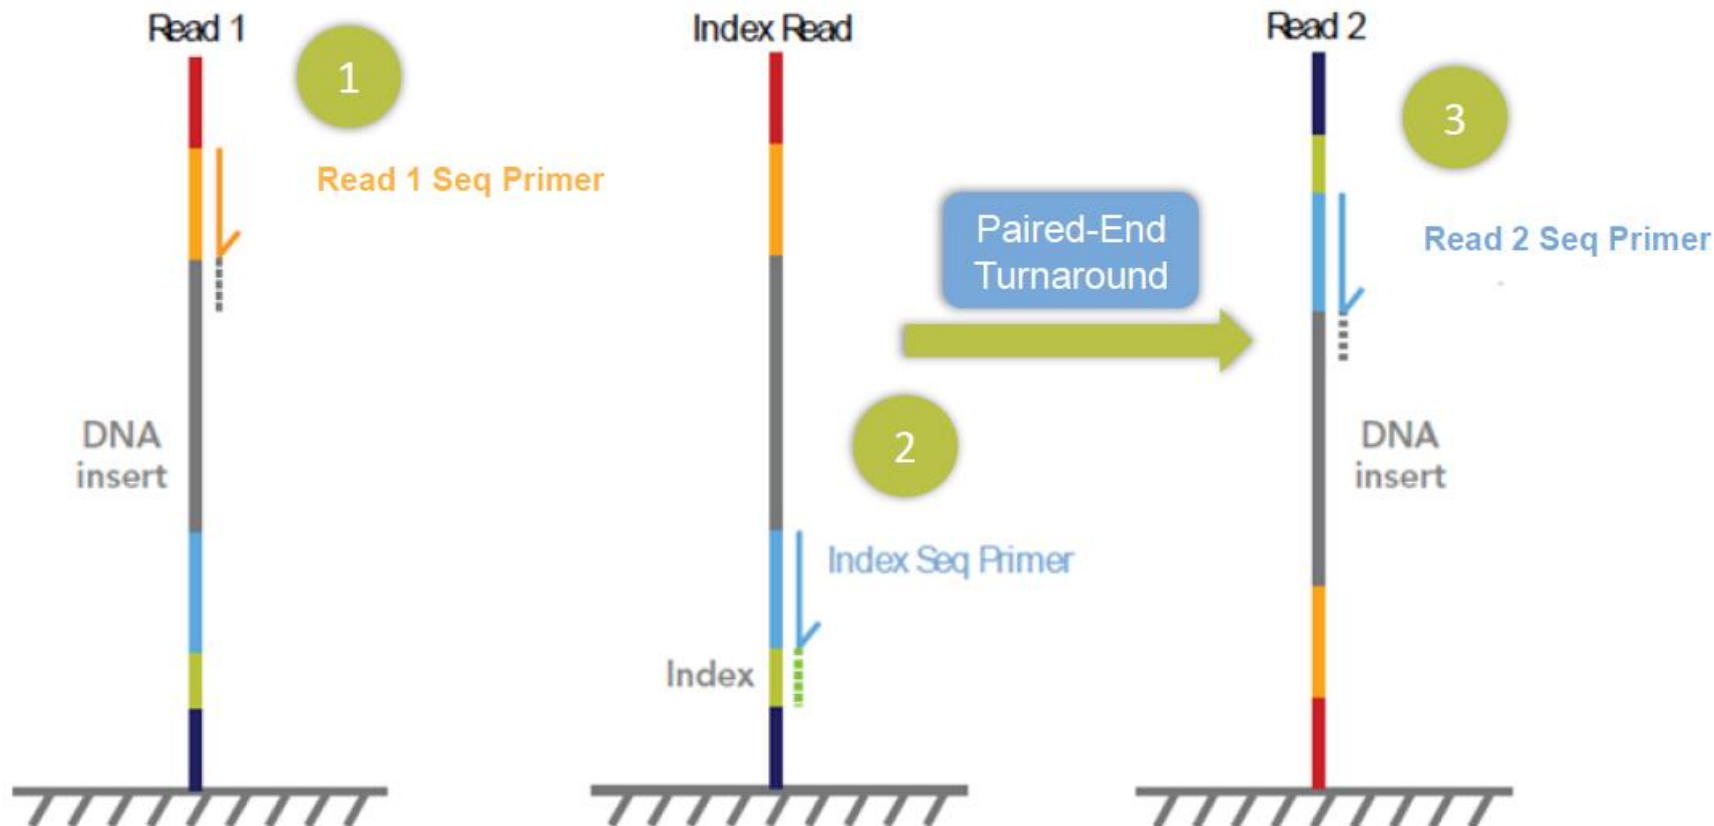 Read 1
1
Read 1 Seq Primer
DNA
insert
Index Read
Paired-End
Turnaround
2
Index Seq Primer
Index
Read 2
3
Read 2 Seq Primer
DNA
insert